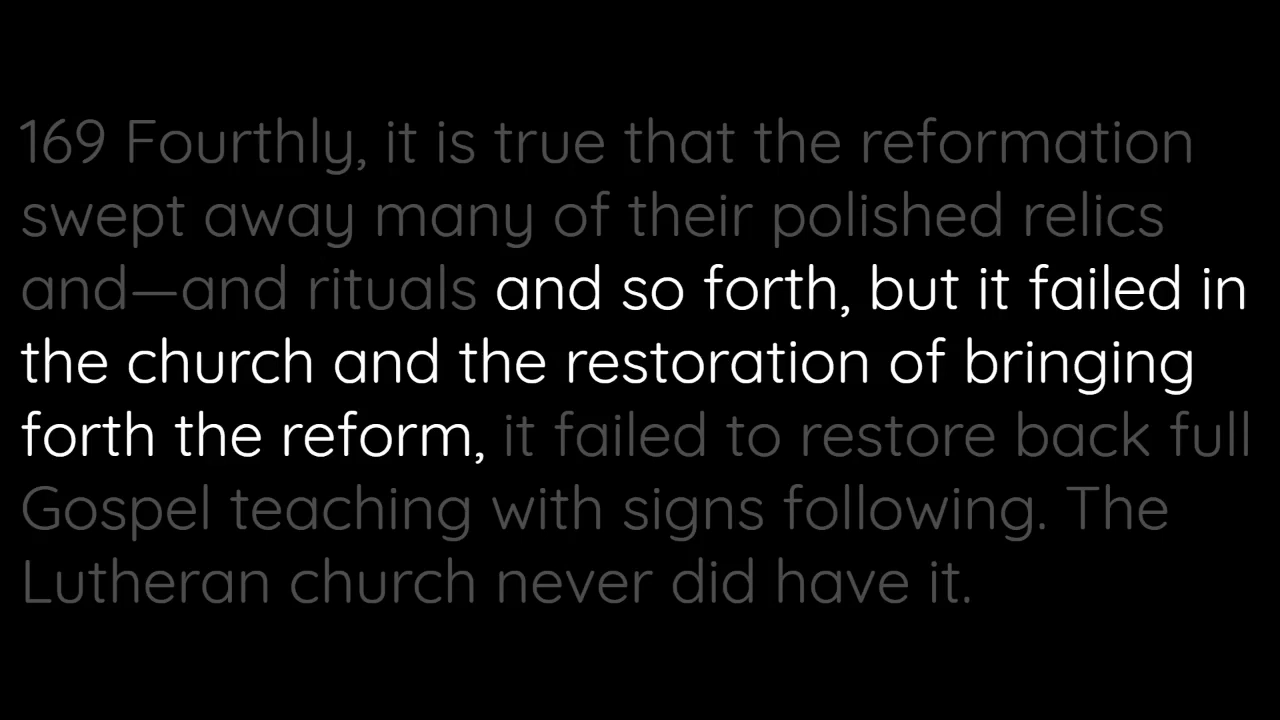 169 Fourthly, it is true that the reformation
swept away many of their polished relics
and—and rituals and so forth, but it failed in
the church and the restoration of bringing
forth the reform, it failed to restore back full
Gospel teaching with signs following. The
Lutheran church never did have it.